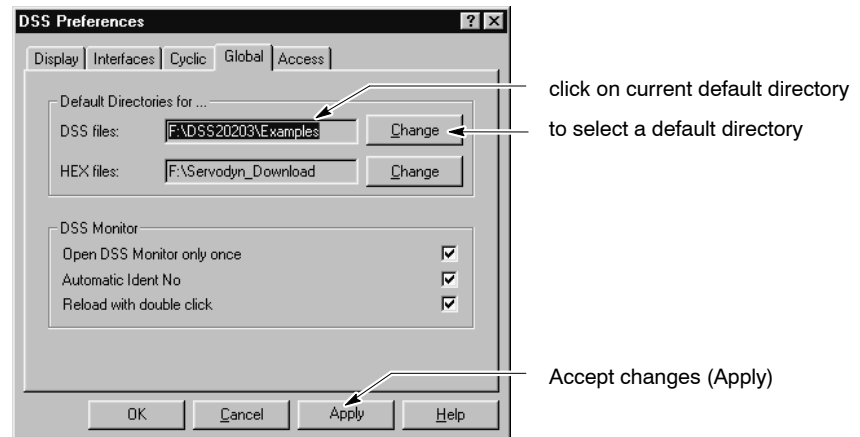 DSS Preferences
Display Interfaces Cyclic Global Access
Default Directories for ...
DSS files: F:\DSS20203\Examples Change
HEX files: F:\Servodyn_Download Change
DSS Monitor
Open DSS Monitor only once
Automatic Ident No
Reload with double click
OK Cancel Apply Help
click on current default directory
to select a default directory
Accept changes (Apply)